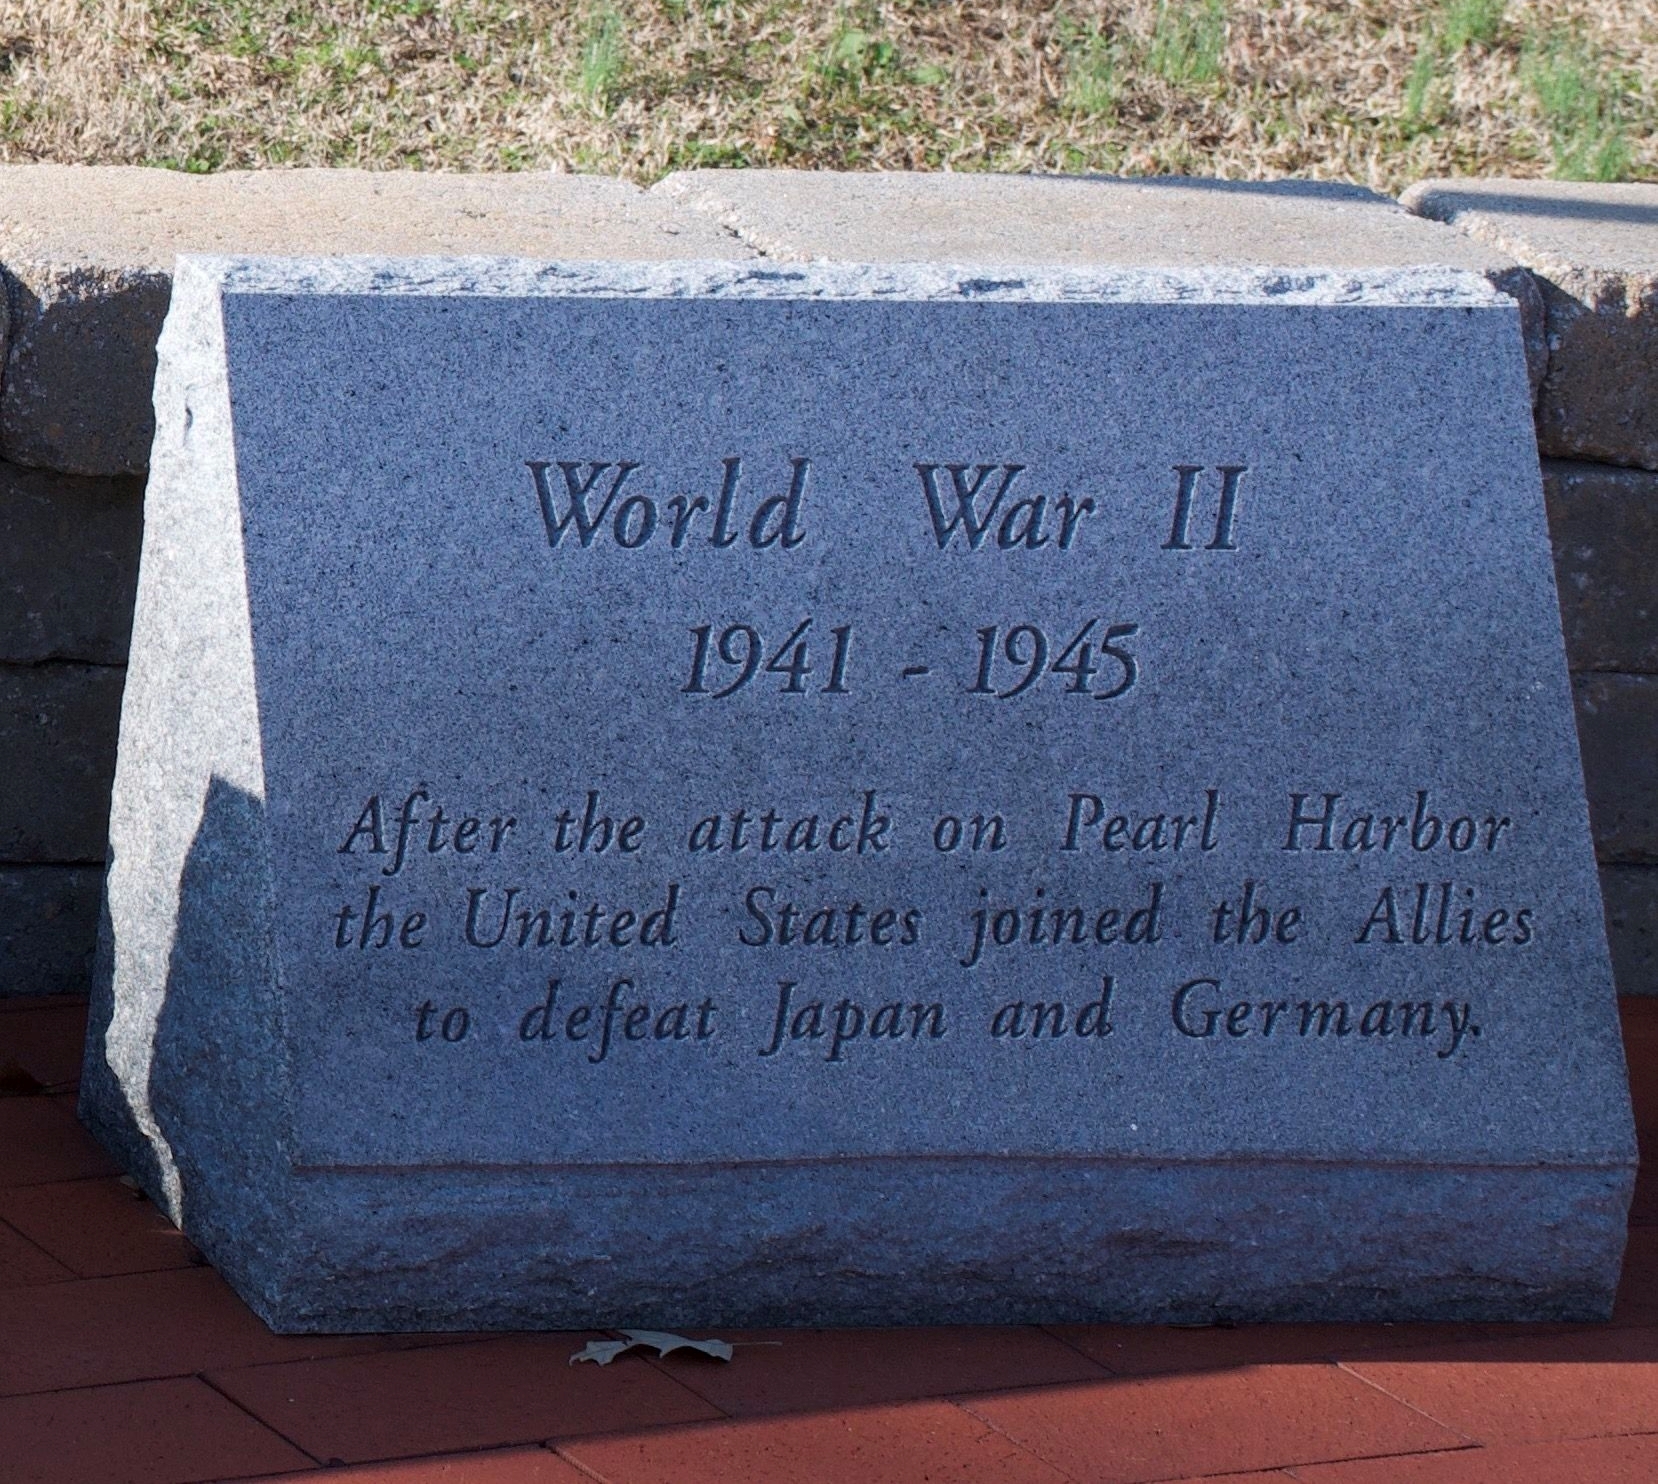 World War II
1941 - 1945
After the attack on Pearl Harbor
the United States joined the Allies
to defeat Japan and Germany.